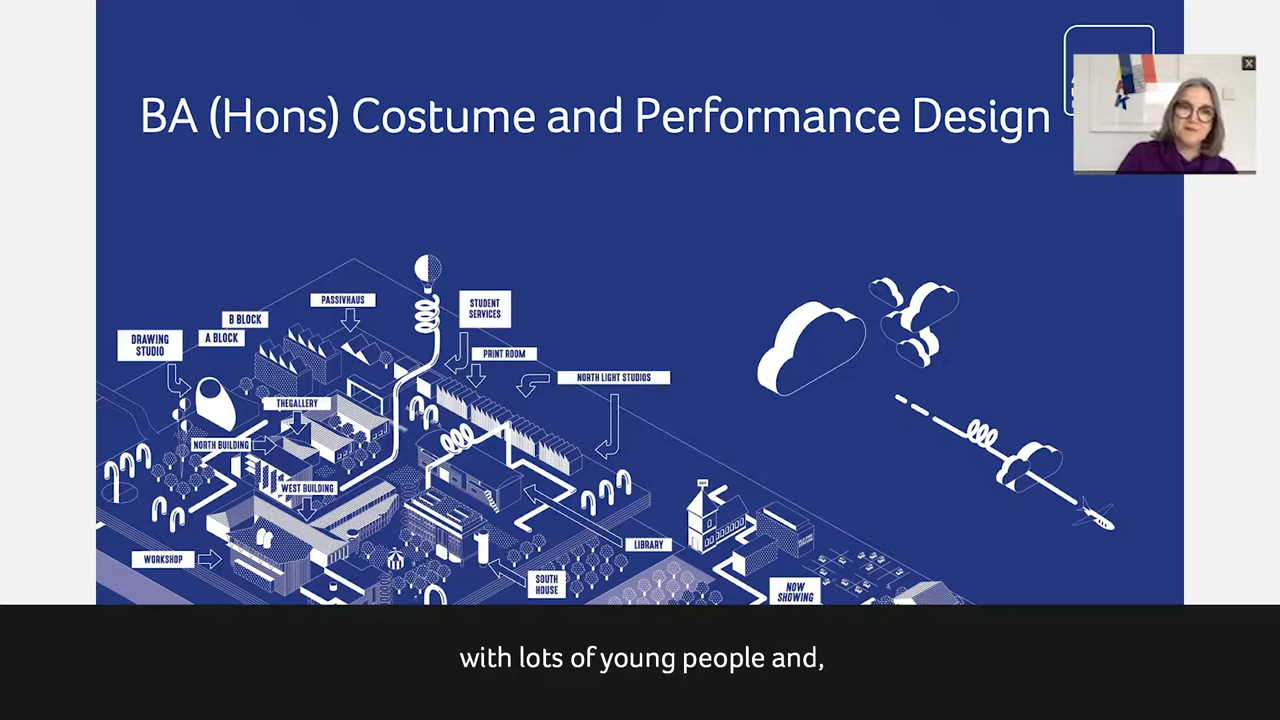 BA (Hons) Costume and Performance Design
X
PASSIVHAUS
STUDENT
SERVICES
B BLOCK
A BLOCK
DRAWING
STUDIO
PRINT ROOM
NORTH LIGHT STUDIOS
THEGALLERY
NORTH BUILDING
WEST BUILDING
WORKSHOP
LIBRARY
SOUTH
HOUSE
NOW
SHOWING
with lots of young people and,